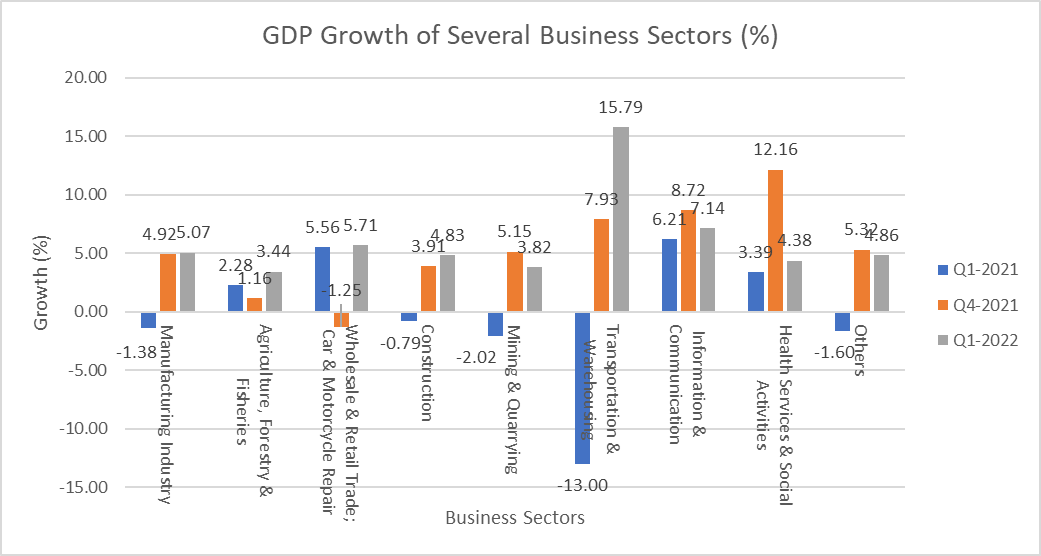 GDP Growth of Several Business Sectors (%)
Growth (%)
20.00
15.00
10.00
5.00
0.00
-5.00
-10.00
-15.00
-1.38
4.92
5.07
2.28
1.16
3.44
5.56
-1.25
5.71
-0.79
3.91
4.83
-2.02
5.15
3.82
-13.00
7.93
15.79
6.21
8.72
7.14
3.39
12.16
4.38
-1.60
5.32
4.86
Manufacturing Industry
Agriculture, Forestry &
Fisheries
Wholesale & Retail Trade;
Car & Motorcycle Repair
Construction
Mining & Quarrying
Transportation &
Warehousing
Information &
Communication
Health Services & Social
Activities
Others
Business Sectors
Q1-2021
Q4-2021
Q1-2022